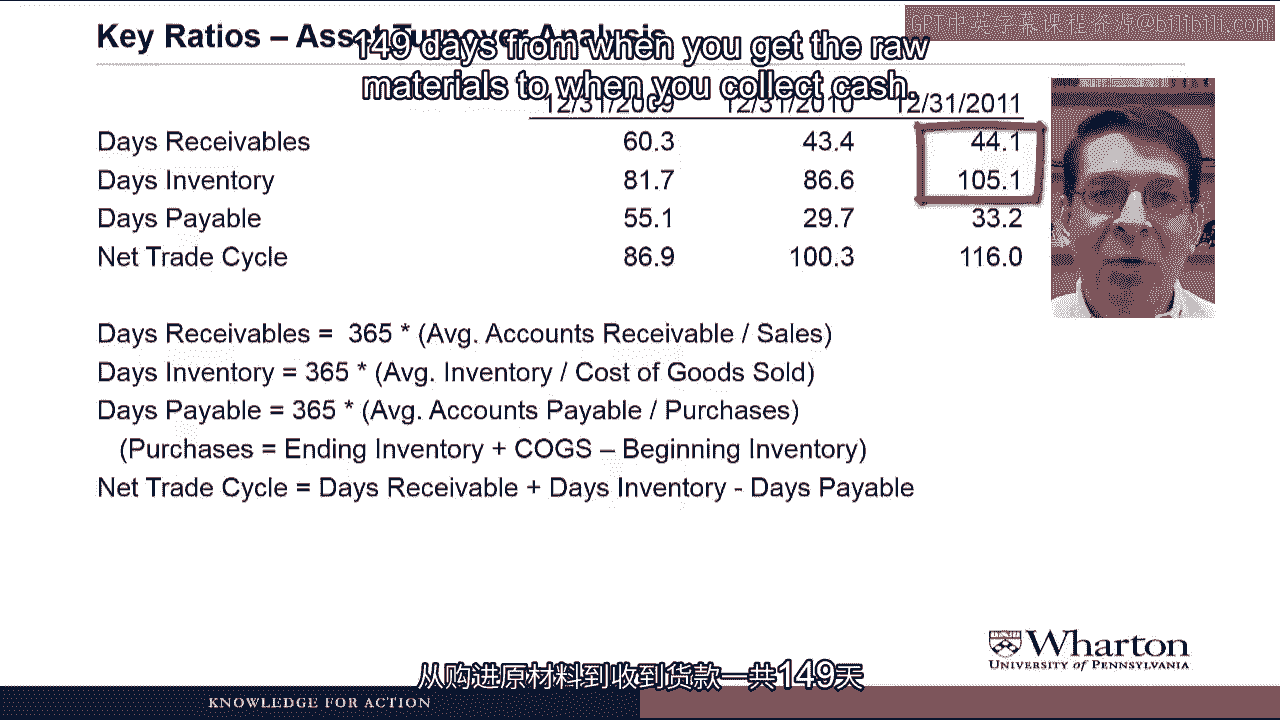 GPT中英字幕课程资源@bilibili.com
Key Ratios – Asset Turnover Analysis
149 days from when you get the raw
materials to when you collect cash.
12/31/2009 12/31/2010 12/31/2011
Days Receivables 60.3 43.4 44.1
Days Inventory 81.7 86.6 105.1
Days Payable 55.1 29.7 33.2
Net Trade Cycle 86.9 100.3 116.0
Days Receivables = 365 * (Avg. Accounts Receivable / Sales)
Days Inventory = 365 * (Avg. Inventory / Cost of Goods Sold)
Days Payable = 365 * (Avg. Accounts Payable / Purchases)
(Purchases = Ending Inventory + COGS – Beginning Inventory)
Net Trade Cycle = Days Receivable + Days Inventory - Days Payable
Wharton
UNIVERSITY of PENNSYLVANIA
从购进原材料到收到货款一共149天
KNOWLEDGE FOR ACTION